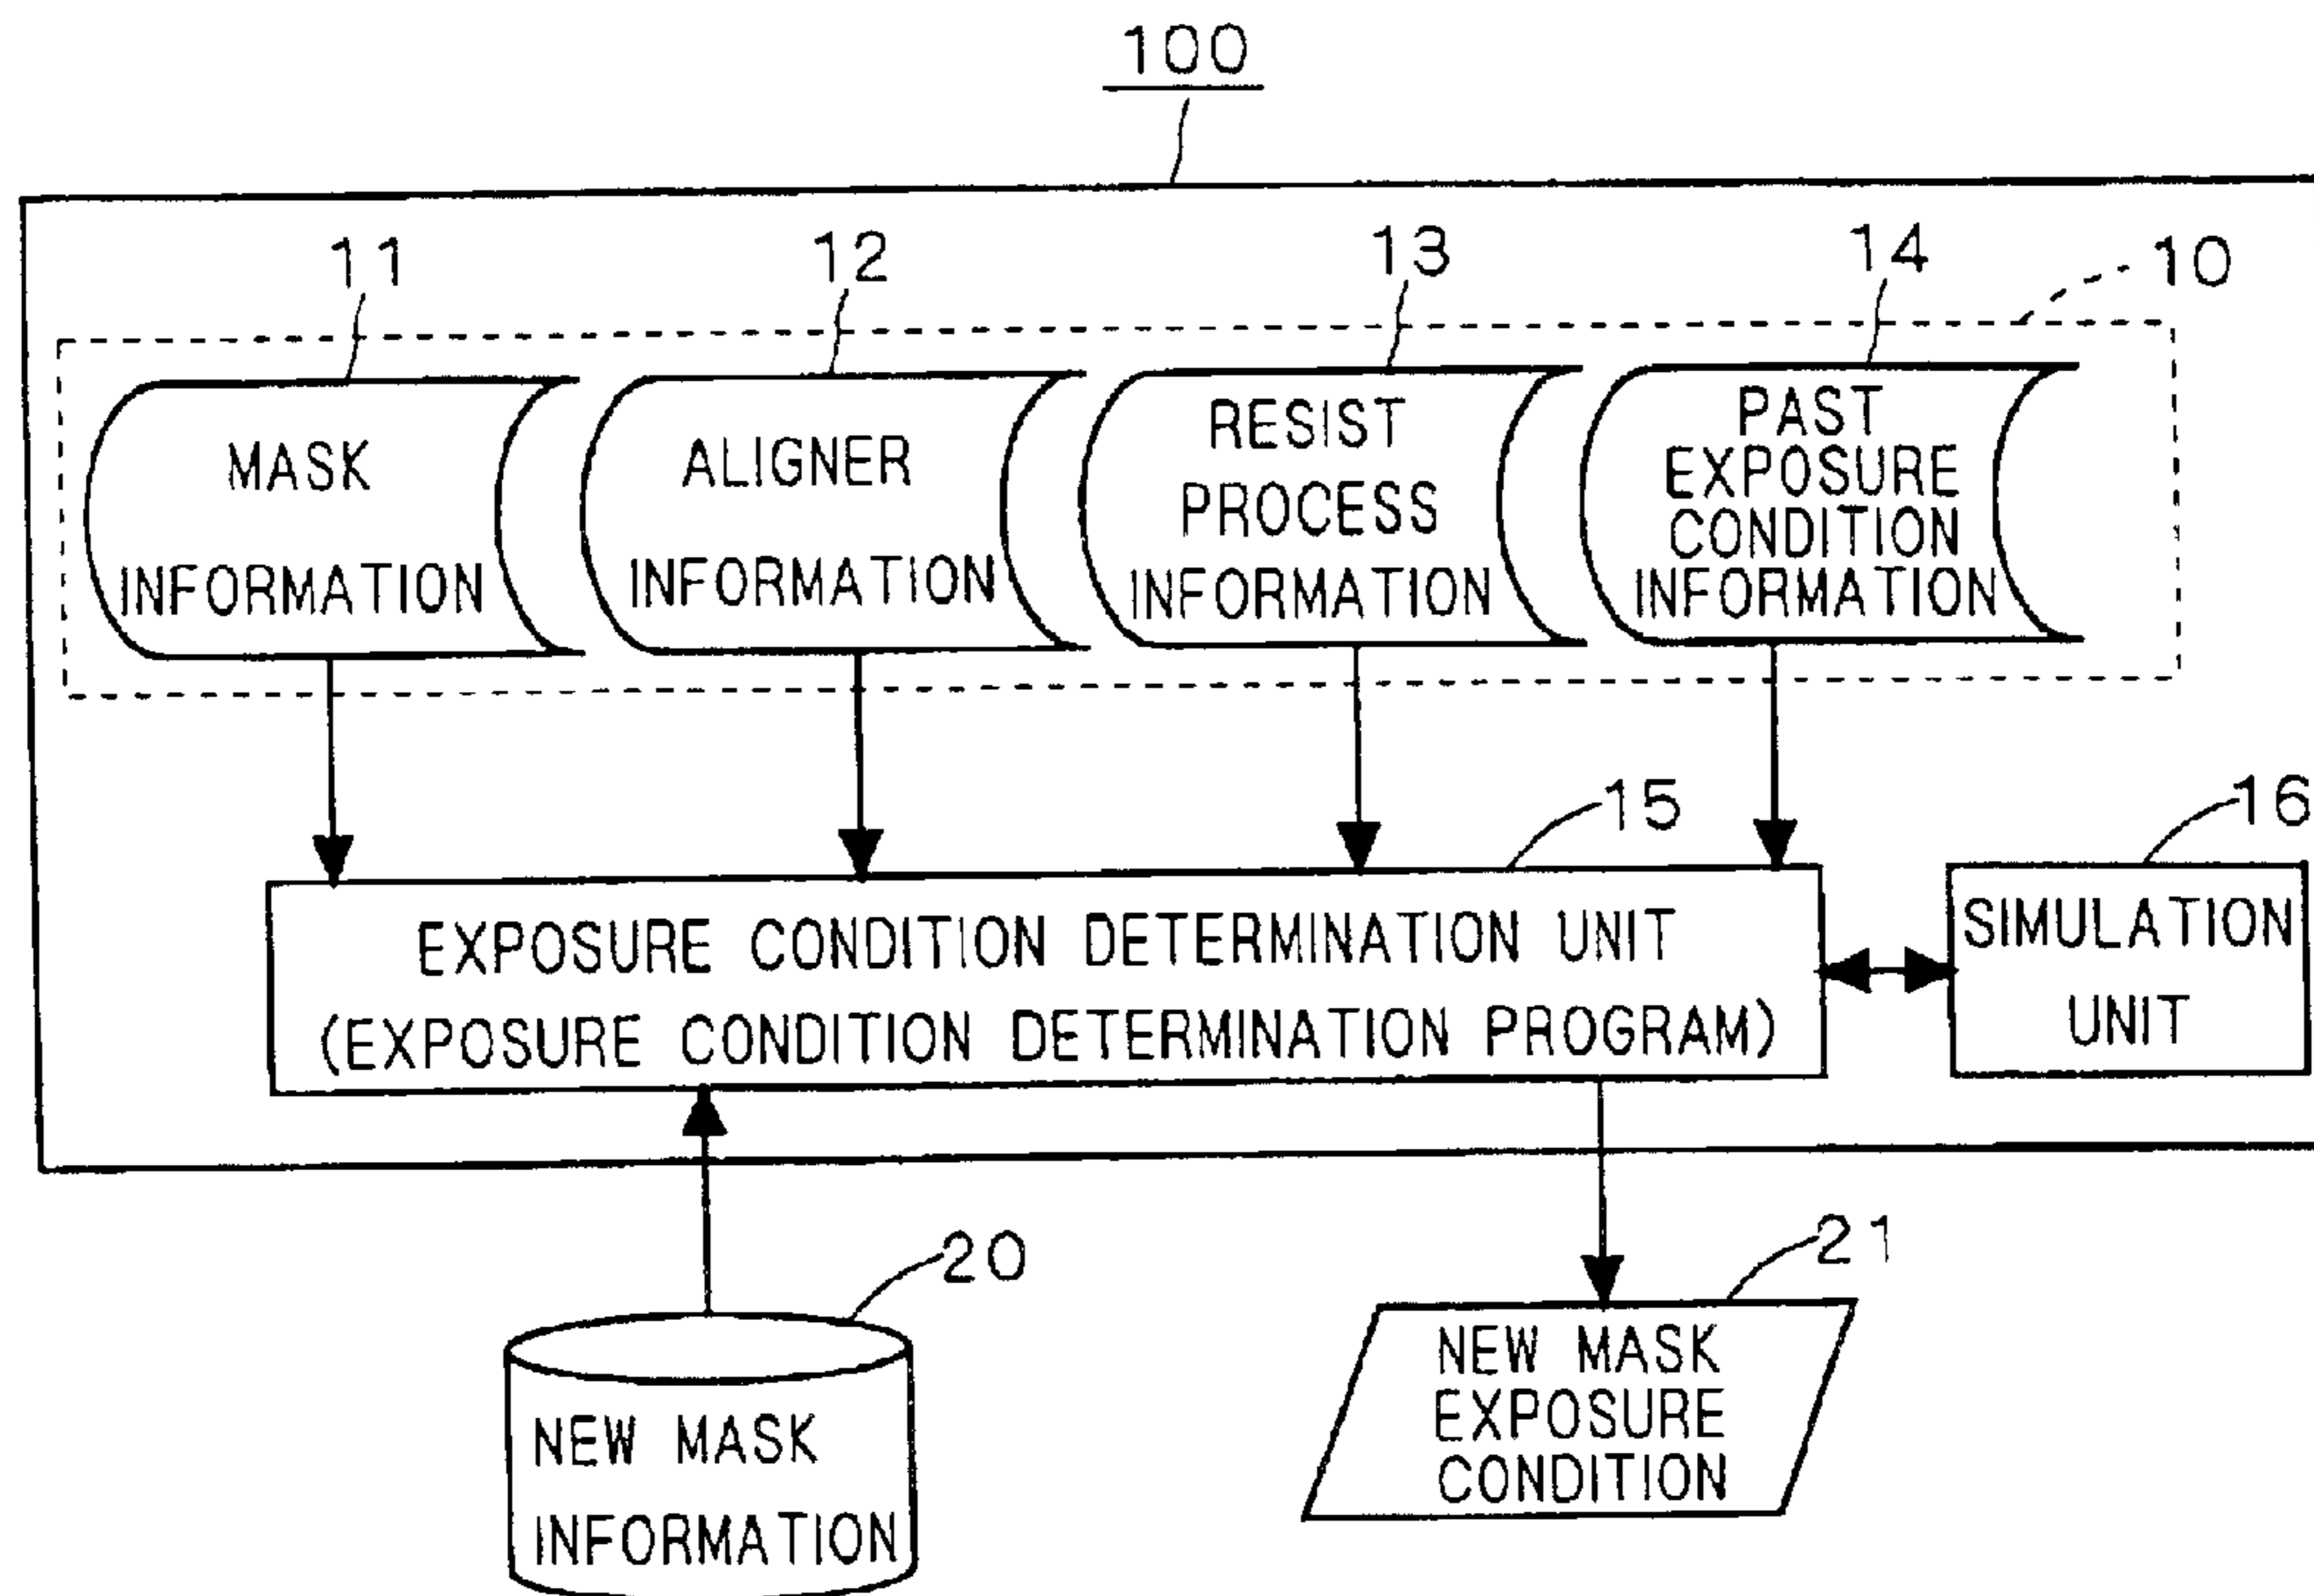 100
11
12
13
14
10
MASK
INFORMATION
ALIGNER
INFORMATION
RESIST
PROCESS
INFORMATION
PAST
EXPOSURE
CONDITION
INFORMATION
15
16
EXPOSURE CONDITION DETERMINATION UNIT
(EXPOSURE CONDITION DETERMINATION PROGRAM)
SIMULATION
UNIT
20
21
NEW MASK
INFORMATION
NEW MASK
EXPOSURE
CONDITION